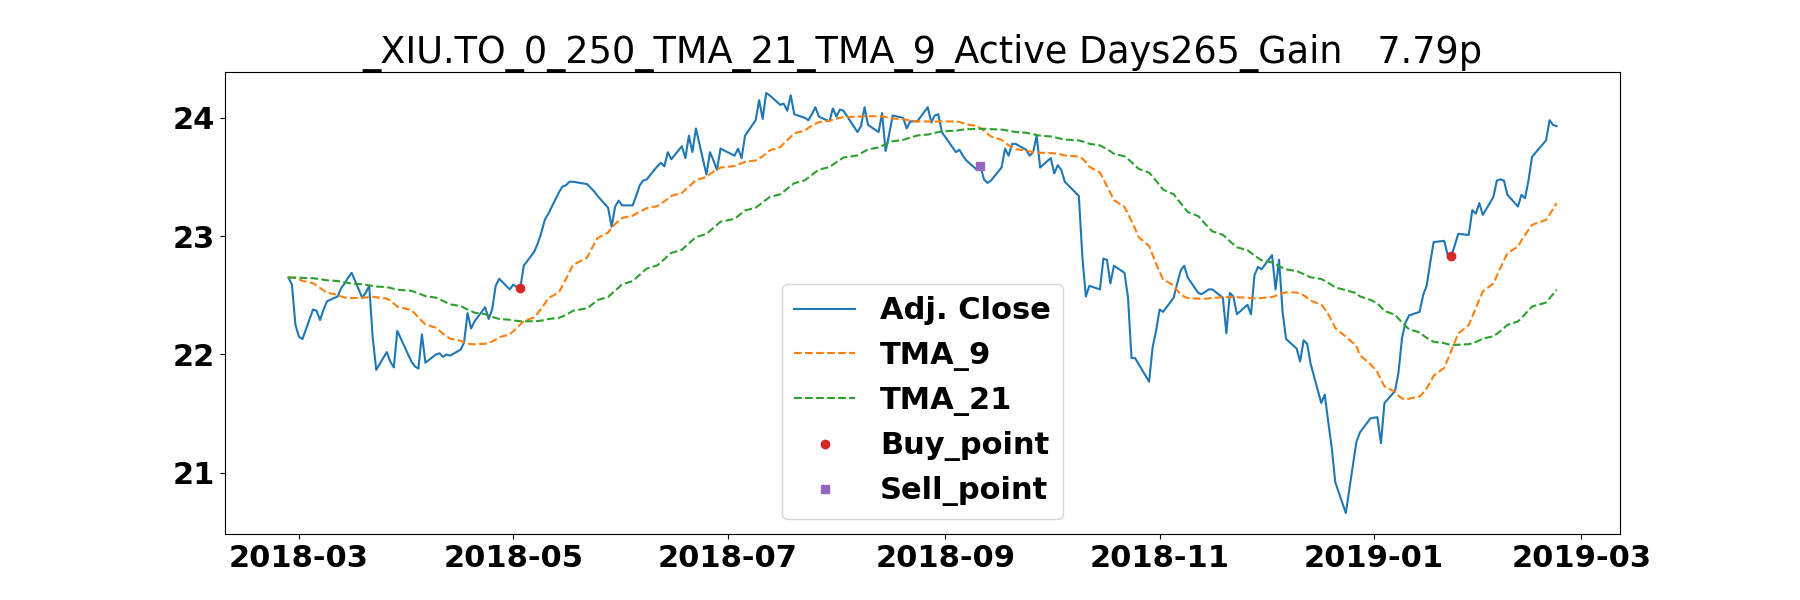 _XIU.TO_0_250_TMA_21_TMA_9_Active Days265_Gain   7.79p
24
23
22
21
Adj. Close
TMA_9
TMA_21
Buy_point
Sell_point
2018-03 2018-05 2018-07 2018-09 2018-11 2019-01 2019-03